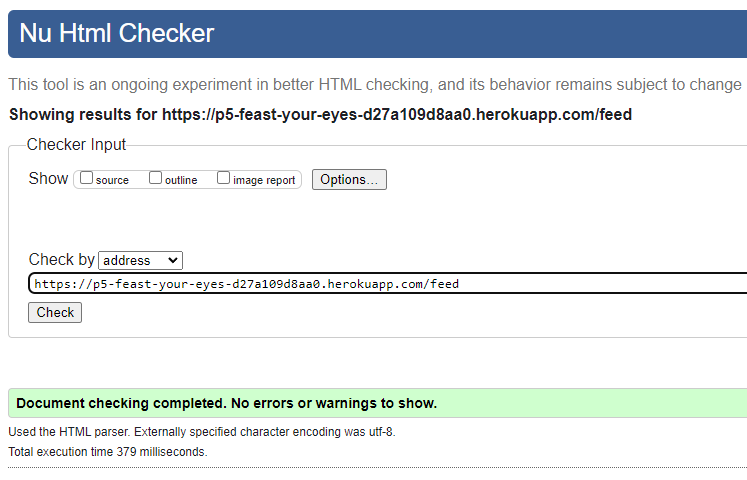 Nu Html Checker
This tool is an ongoing experiment in better HTML checking, and its behavior remains subject to change
Showing results for https://p5-feast-your-eyes-d27a109d8aa0.herokuapp.com/feed
Checker Input
Show source outline image report Options...
Check by address
https://p5-feast-your-eyes-d27a109d8aa0.herokuapp.com/feed
Check
Document checking completed. No errors or warnings to show.
Used the HTML parser. Externally specified character encoding was utf-8.
Total execution time 379 milliseconds.